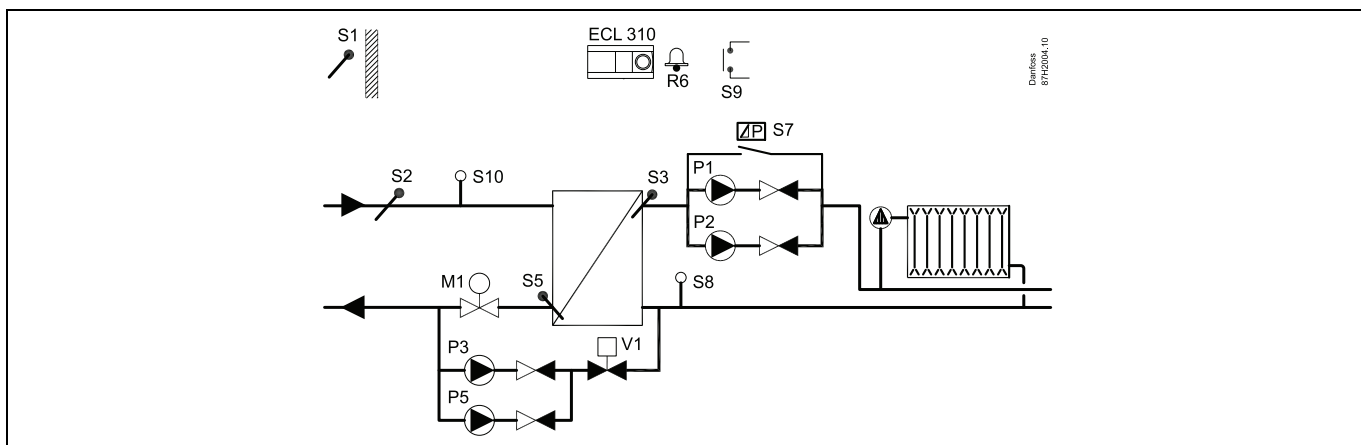 S1
ECL 310
R6
S9
Danfoss
87H2004.10
P S7
S2
S10
S3
P1
P2
M1
S5
S8
P3
V1
P5